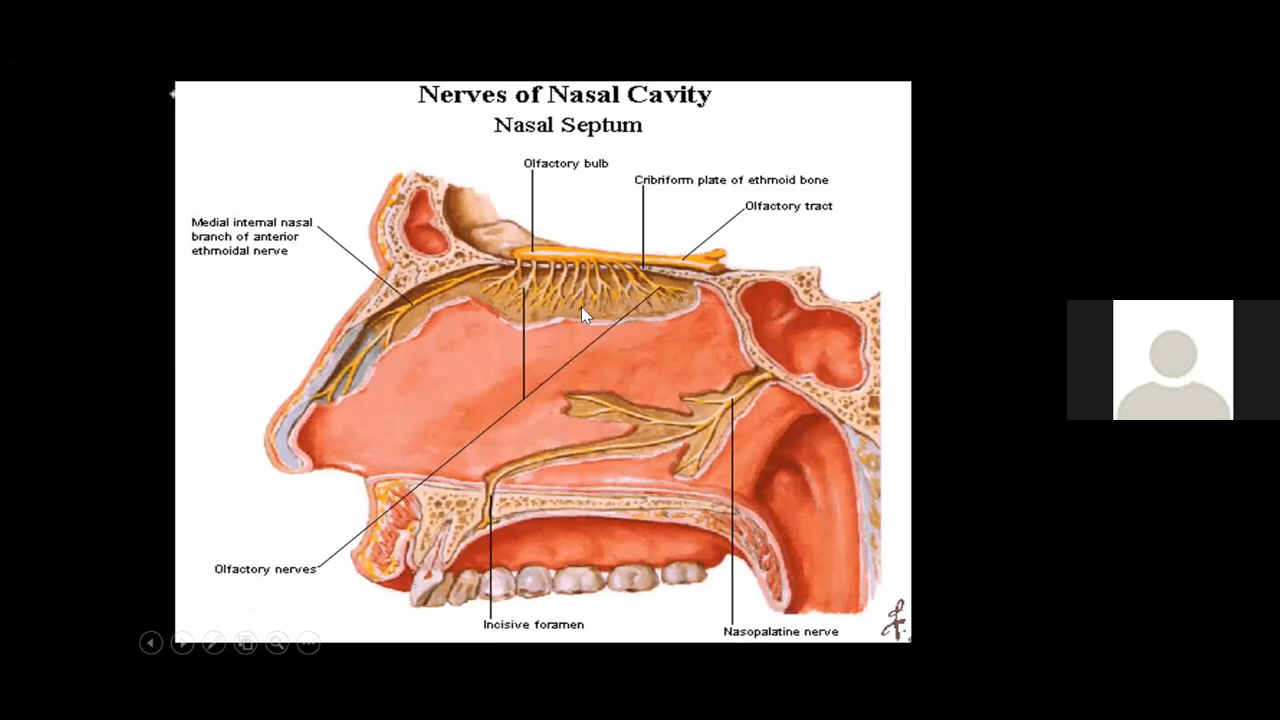 Nerves of Nasal Cavity
Nasal Septum
Olfactory bulb
Cribriform plate of ethmoid bone
Olfactory tract
Medial internal nasal
branch of anterior
ethmoidal nerve
Olfactory nerves
Incisive foramen
Nasopalatine nerve